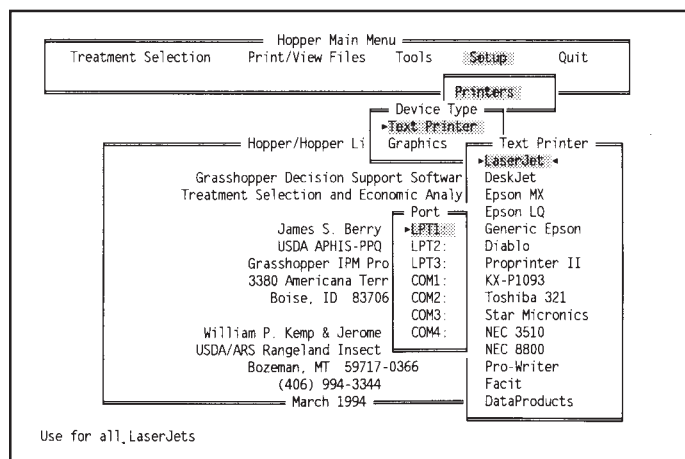 Hopper Main Menu
Treatment Selection Print/View Files Tools Setup Quit
Printers
Device Type
►Text Printer
Graphics
Hopper/Hopper Li
Grasshopper Decision Support Softwar
Treatment Selection and Economic Analy
James S. Berry
USDA APHIS-PPQ
Grasshopper IPM Pro
3380 Americana Terr
Boise, ID 83706
William P. Kemp & Jerome
USDA/ARS Rangeland Insect
Bozeman, MT 59717-0366
(406) 994-3344
March 1994
Port
►LPT1:
LPT2:
LPT3:
COM1:
COM2:
COM3:
COM4:
Text Printer
►LaserJet ◄
DeskJet
Epson MX
Epson LQ
Generic Epson
Diablo
Proprinter II
KX-P1093
Toshiba 321
Star Micronics
NEC 3510
NEC 8800
Pro-Writer
Facit
DataProducts
Use for all LaserJets